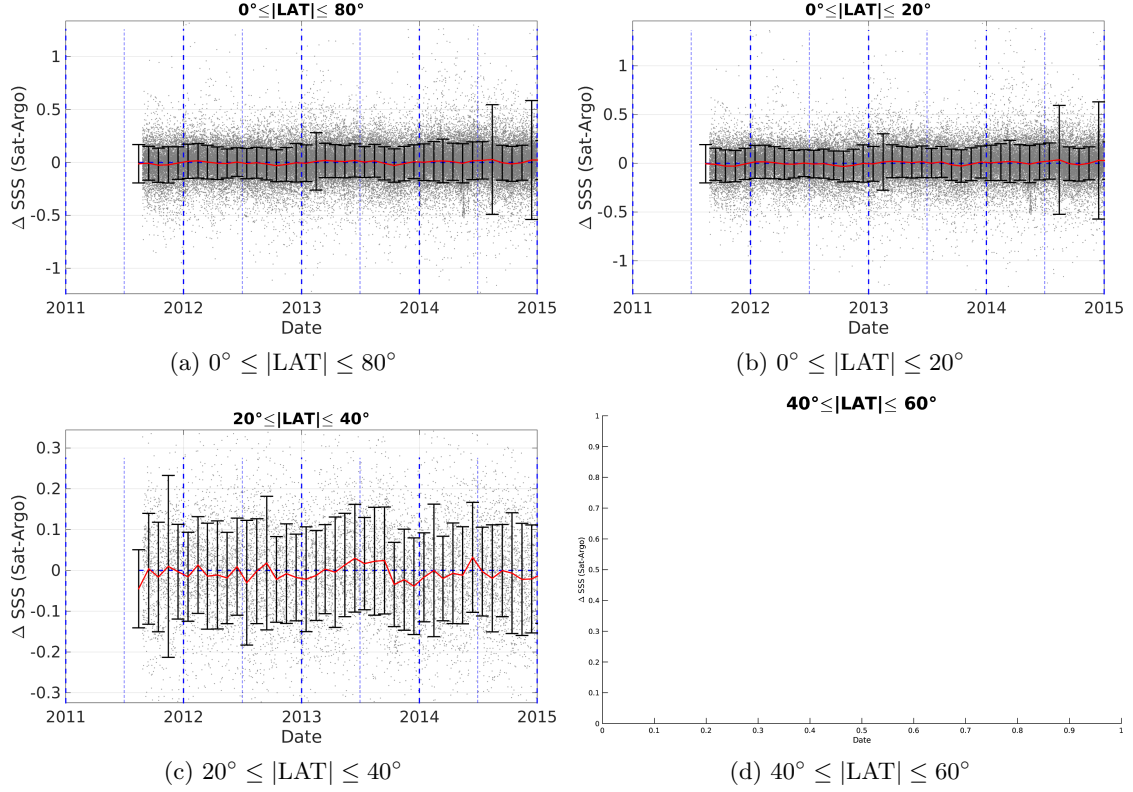 0°≤|LAT|≤ 80°
Δ SSS (Sat-Argo)
1
0.5
0
-0.5
-1
2011 2012 2013 2014 2015
Date
(a) 0° ≤ |LAT| ≤ 80°
0°≤|LAT|≤ 20°
Δ SSS (Sat-Argo)
1
0.5
0
-0.5
-1
2011 2012 2013 2014 2015
Date
(b) 0° ≤ |LAT| ≤ 20°
20°≤|LAT|≤ 40°
Δ SSS (Sat-Argo)
0.3
0.2
0.1
0
-0.1
-0.2
-0.3
2011 2012 2013 2014 2015
Date
(c) 20° ≤ |LAT| ≤ 40°
40°≤|LAT|≤ 60°
Δ SSS (Sat-Argo)
1
0.9
0.8
0.7
0.6
0.5
0.4
0.3
0.2
0.1
0
0 0.1 0.2 0.3 0.4 0.5 0.6 0.7 0.8 0.9 1
Date
(d) 40° ≤ |LAT| ≤ 60°